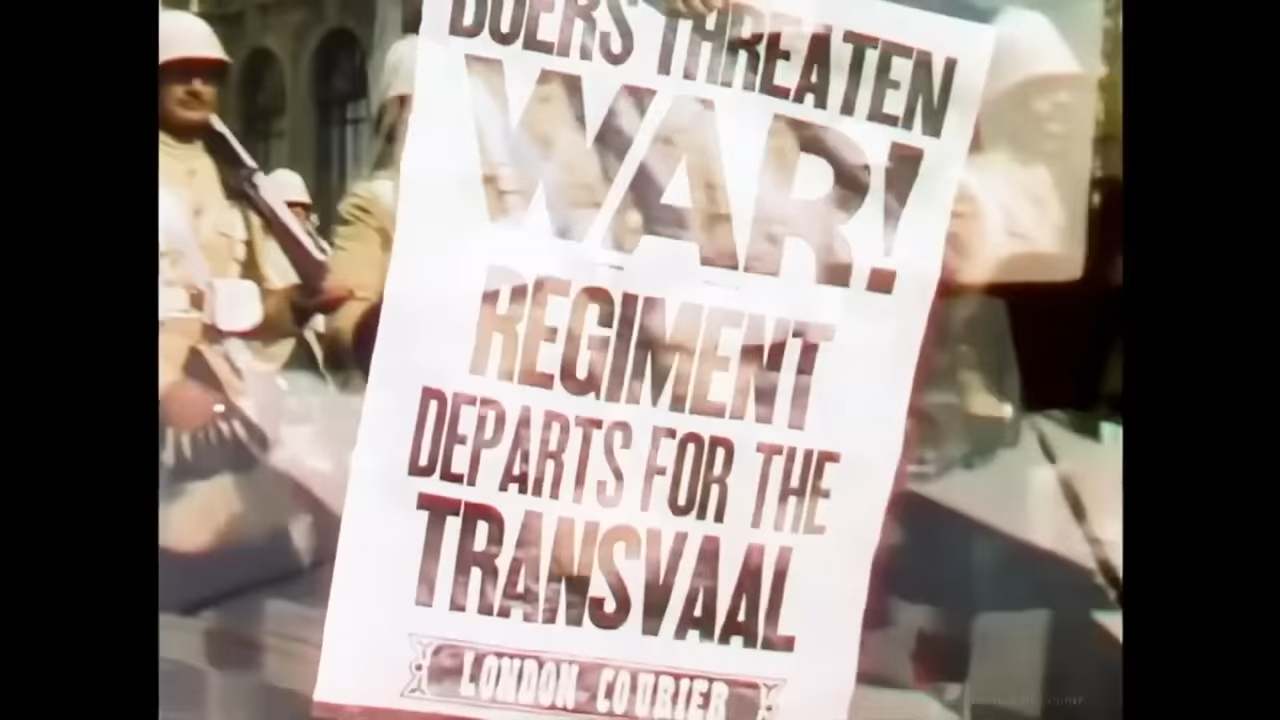 BOERS THREATEN
WAR!
REGIMENT
DEPARTS FOR THE
TRANSVAAL
LONDON COURIER